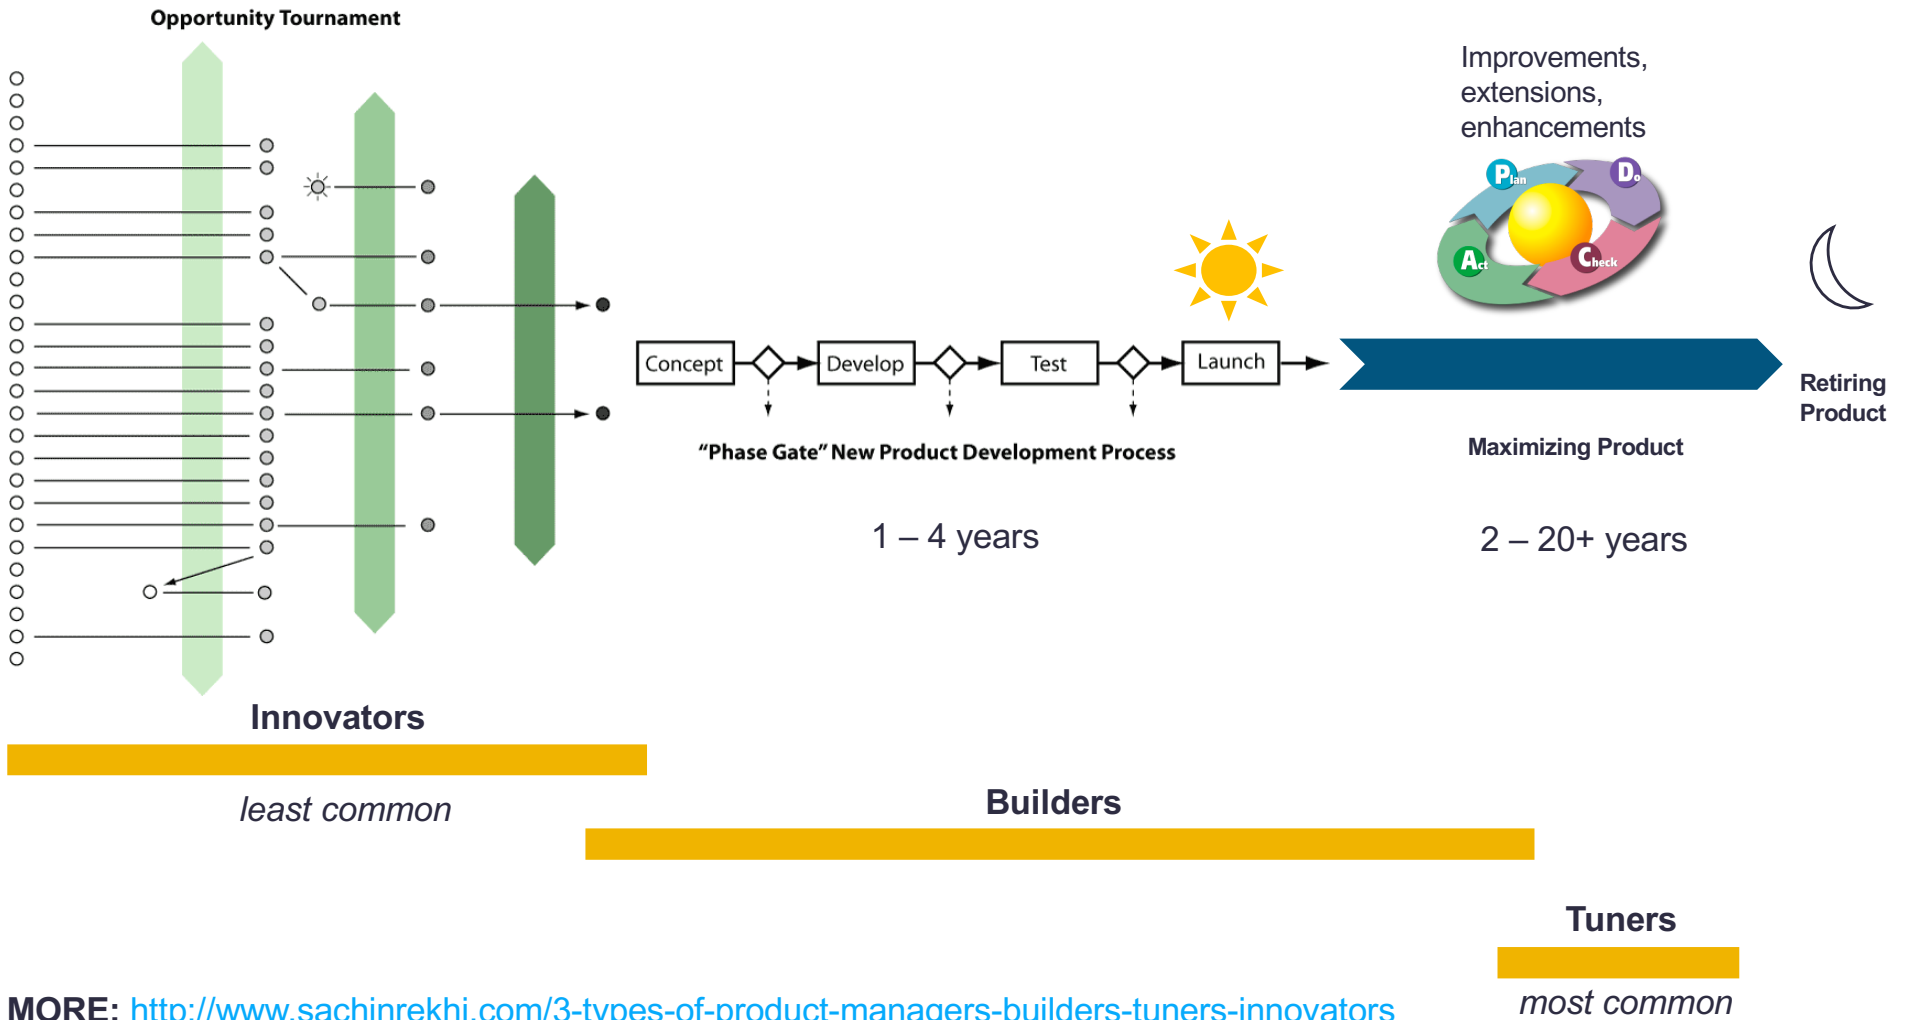 Opportunity Tournament
Improvements,
extensions,
enhancements
Plan
Do
Act
Check
Concept
Develop
Test
Launch
Retiring
Product
"Phase Gate" New Product Development Process
Maximizing Product
1 – 4 years
2 – 20+ years
Innovators
least common
Builders
Tuners
most common
MORE: http://www.sachinrekhi.com/3-types-of-product-managers-builders-tuners-innovators